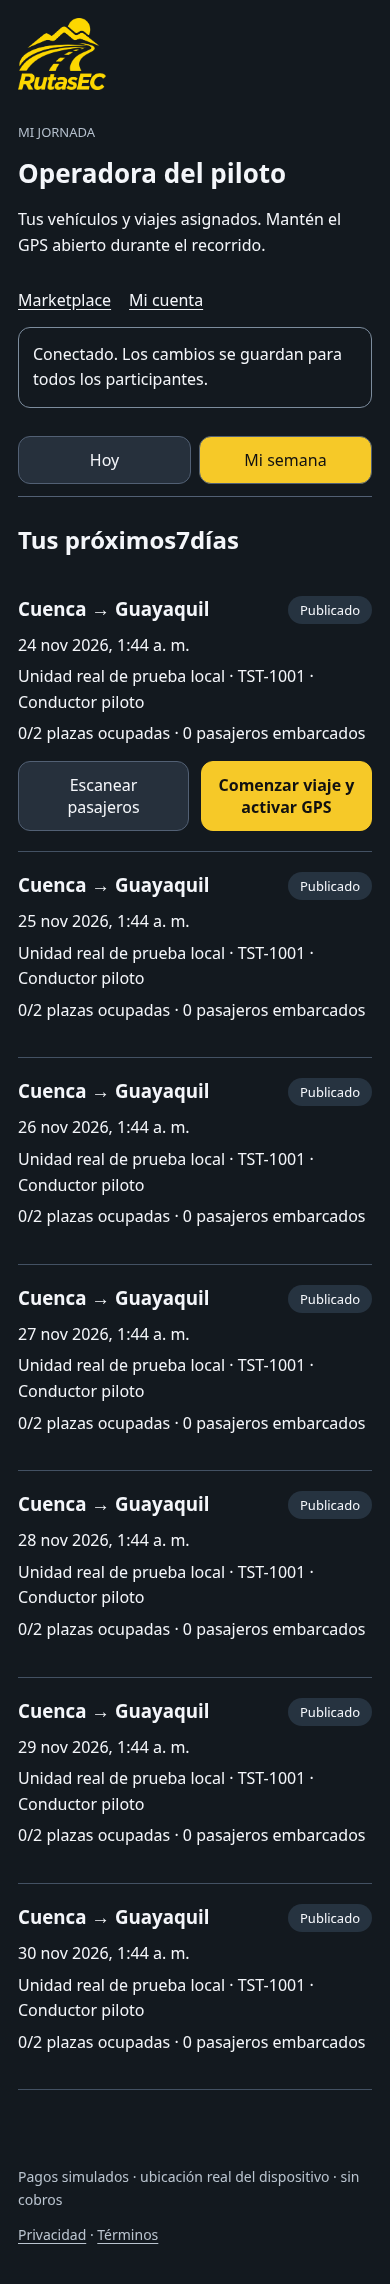 RutasEC
MI JORNADA
Operadora del piloto
Tus vehículos y viajes asignados. Mantén el
GPS abierto durante el recorrido.
Marketplace Mi cuenta
Conectado. Los cambios se guardan para
todos los participantes.
Hoy Mi semana
Tus próximos7días
Cuenca → Guayaquil Publicado
24 nov 2026, 1:44 a. m.
Unidad real de prueba local · TST-1001 ·
Conductor piloto
0/2 plazas ocupadas · 0 pasajeros embarcados
Escanear
pasajeros
Comenzar viaje y
activar GPS
Cuenca → Guayaquil Publicado
25 nov 2026, 1:44 a. m.
Unidad real de prueba local · TST-1001 ·
Conductor piloto
0/2 plazas ocupadas · 0 pasajeros embarcados
Cuenca → Guayaquil Publicado
26 nov 2026, 1:44 a. m.
Unidad real de prueba local · TST-1001 ·
Conductor piloto
0/2 plazas ocupadas · 0 pasajeros embarcados
Cuenca → Guayaquil Publicado
27 nov 2026, 1:44 a. m.
Unidad real de prueba local · TST-1001 ·
Conductor piloto
0/2 plazas ocupadas · 0 pasajeros embarcados
Cuenca → Guayaquil Publicado
28 nov 2026, 1:44 a. m.
Unidad real de prueba local · TST-1001 ·
Conductor piloto
0/2 plazas ocupadas · 0 pasajeros embarcados
Cuenca → Guayaquil Publicado
29 nov 2026, 1:44 a. m.
Unidad real de prueba local · TST-1001 ·
Conductor piloto
0/2 plazas ocupadas · 0 pasajeros embarcados
Cuenca → Guayaquil Publicado
30 nov 2026, 1:44 a. m.
Unidad real de prueba local · TST-1001 ·
Conductor piloto
0/2 plazas ocupadas · 0 pasajeros embarcados
Pagos simulados · ubicación real del dispositivo · sin
cobros
Privacidad · Términos